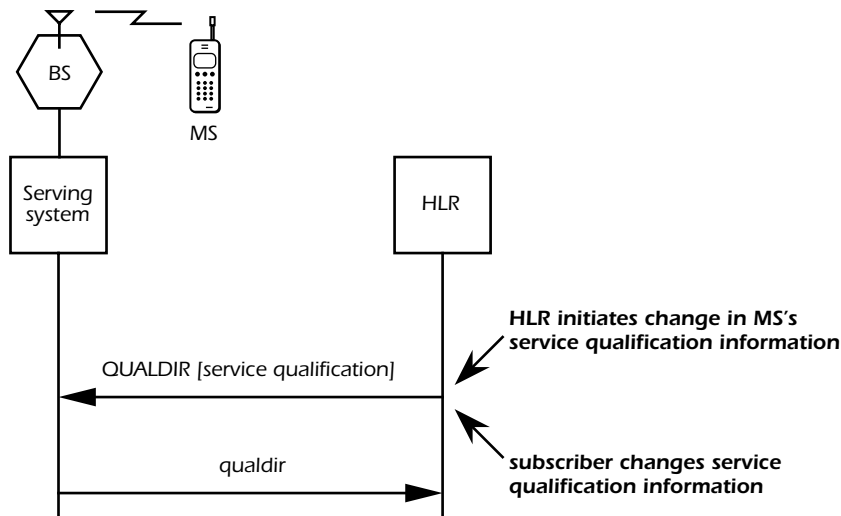 BS
MS
Serving
system
HLR
HLR initiates change in MS's
service qualification information
QUALDIR [service qualification]
qualdir
subscriber changes service
qualification information